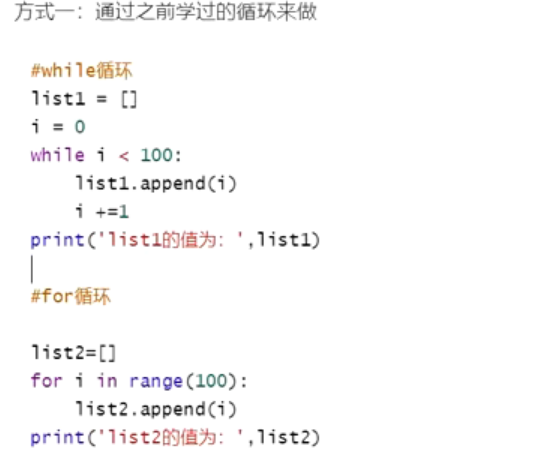 方式一：通过之前学过的循环来做
#while循环
list1 = []
i = 0
while i < 100:
    list1.append(i)
    i +=1
print('list1的值为：',list1)
#for循环
list2=[]
for i in range(100):
    list2.append(i)
print('list2的值为：',list2)